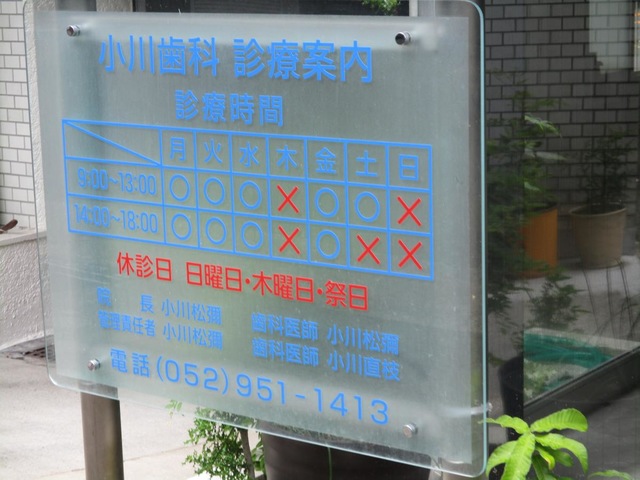 小川歯科 診療案内
診療時間
月 火 水 木 金 土 日
9:00~13:00 ○ ○ ○ × ○ ○ ×
14:00~18:00 ○ ○ ○ × ○ × ×
休診日 日曜日・木曜日・祭日
院 長 小川松彌 歯科医師 小川松彌
管理責任者 小川松彌 歯科医師 小川直枝
電話(052)951-1413